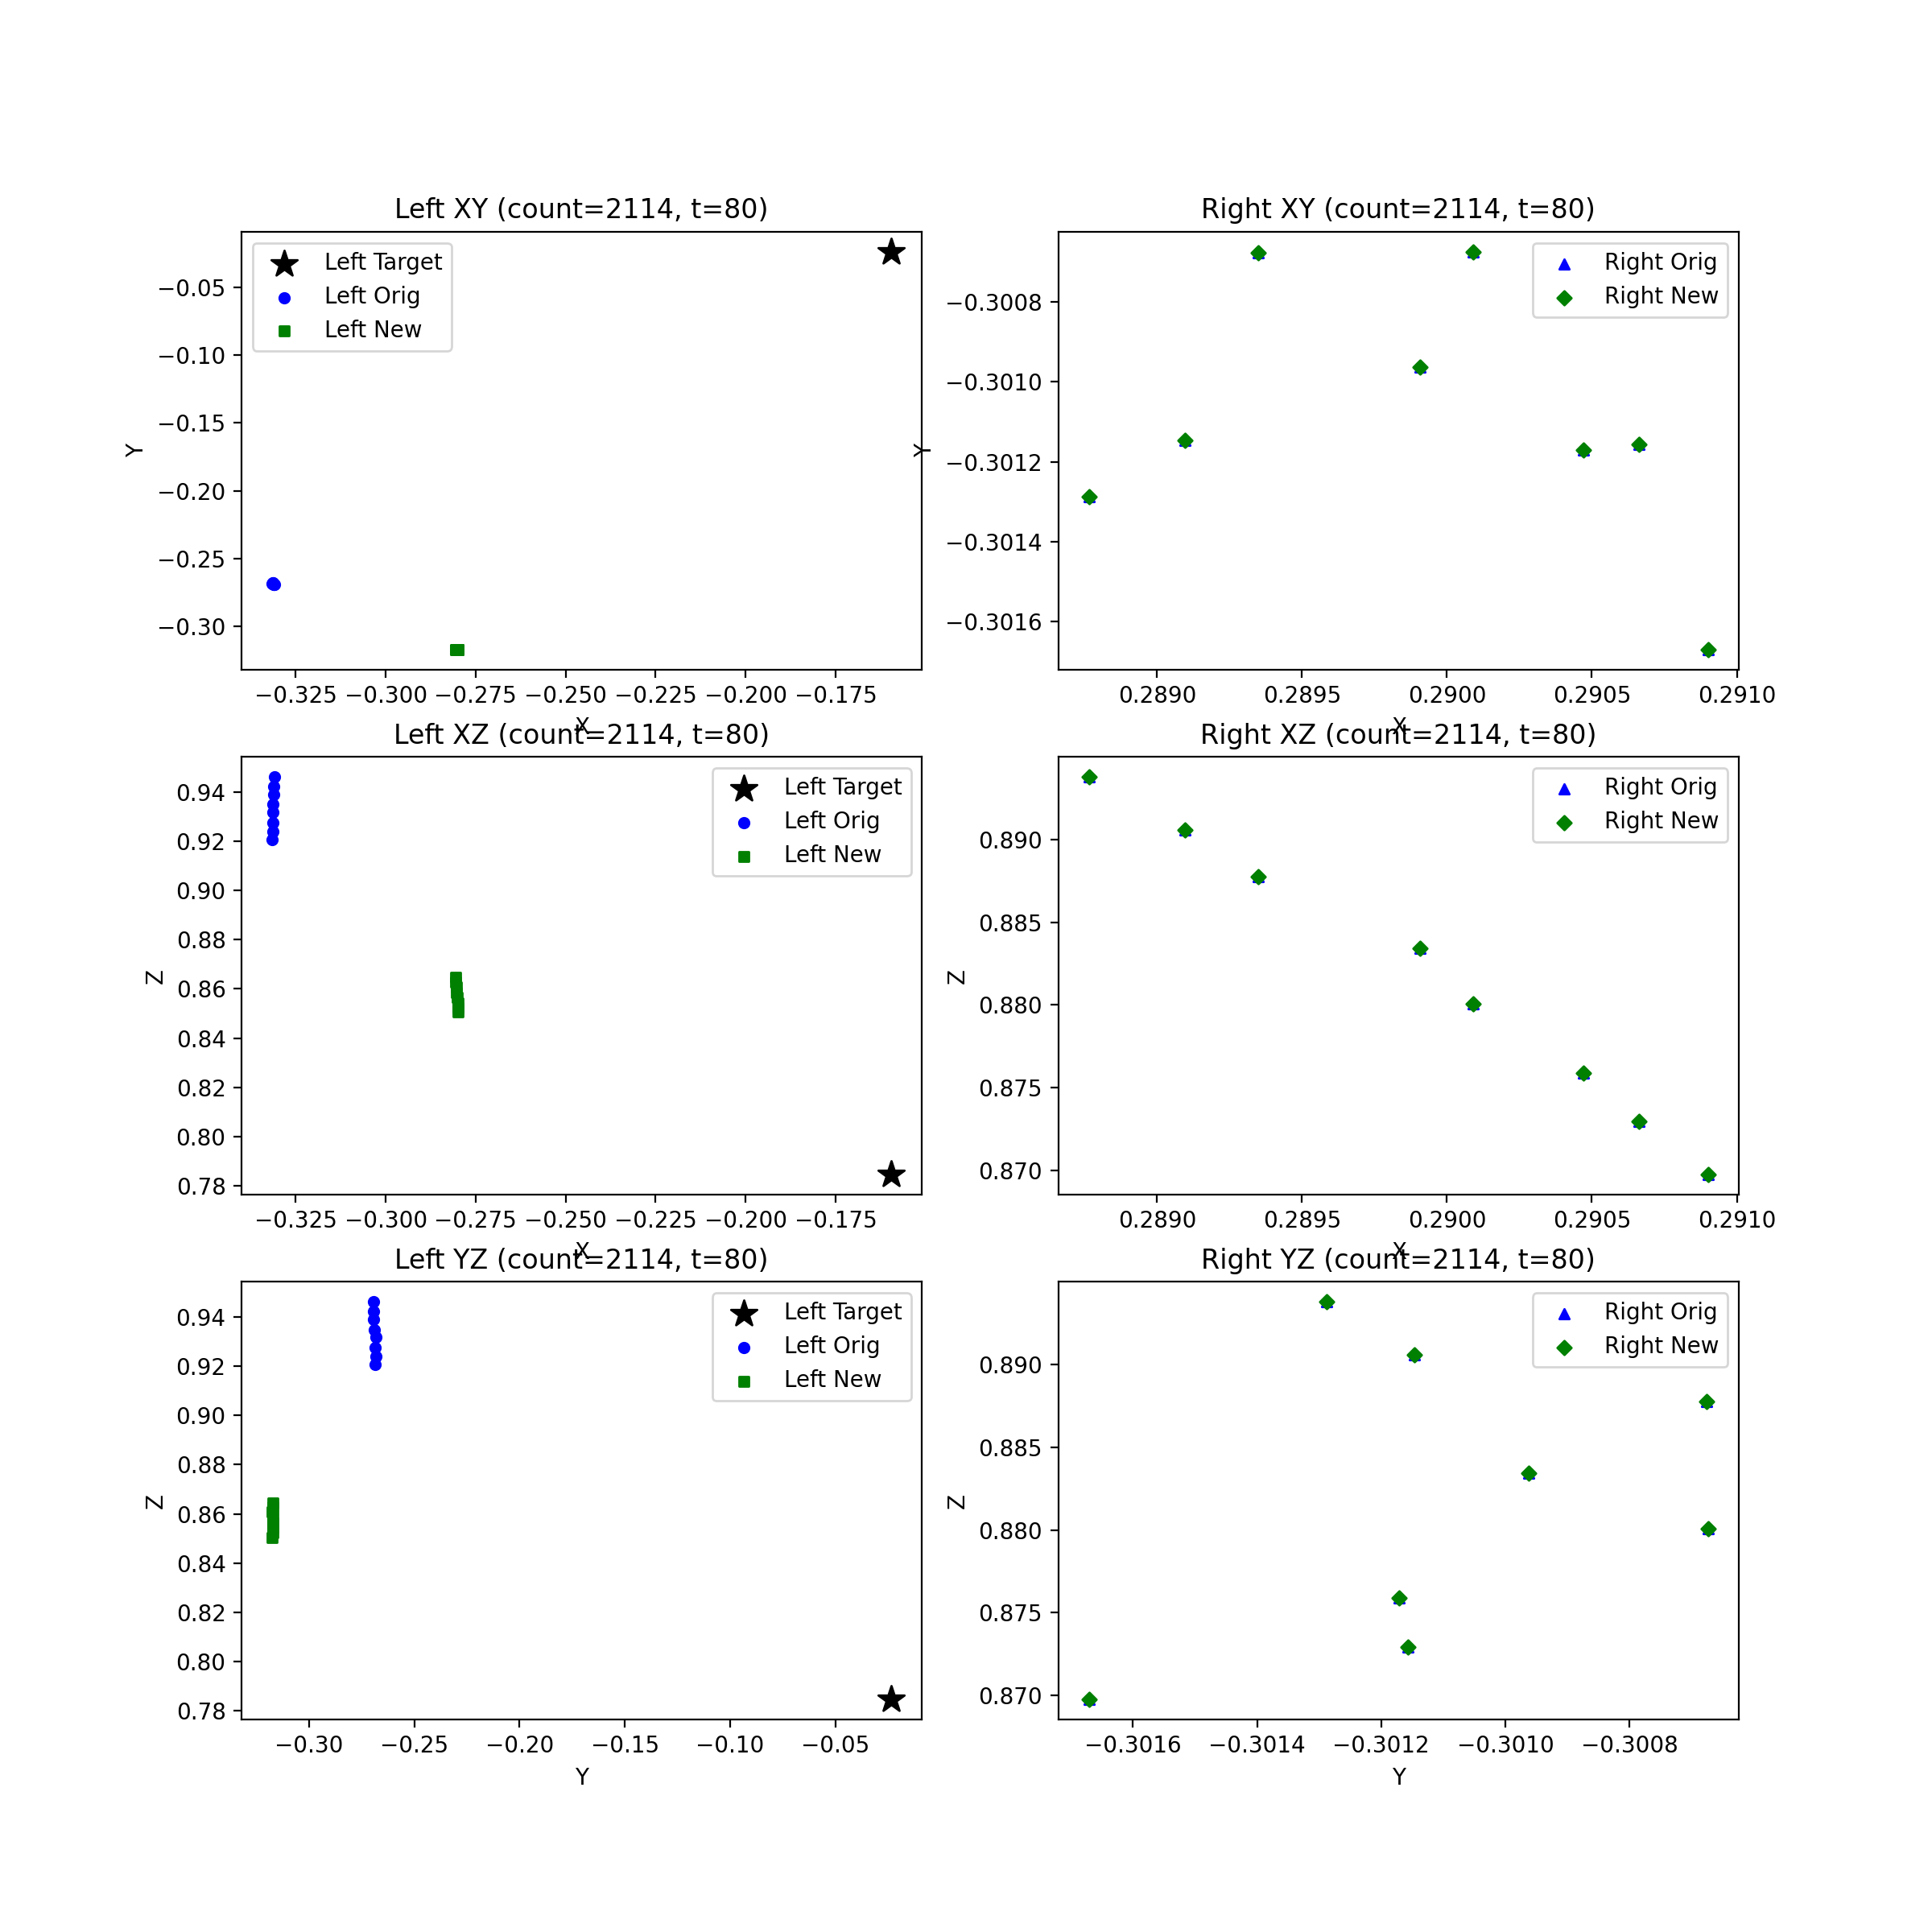 Left XY (count=2114, t=80)
Left Target
Left Orig
Left New
−0.05
−0.10
−0.15
−0.20
−0.25
−0.30
Y
−0.325 −0.300 −0.275 −0.250 −0.225 −0.200 −0.175
X
Right XY (count=2114, t=80)
Right Orig
Right New
−0.3008
−0.3010
−0.3012
−0.3014
−0.3016
Y
0.2890 0.2895 0.2900 0.2905 0.2910
X
Left XZ (count=2114, t=80)
Left Target
Left Orig
Left New
0.94
0.92
0.90
0.88
0.86
0.84
0.82
0.80
0.78
Z
−0.325 −0.300 −0.275 −0.250 −0.225 −0.200 −0.175
X
Right XZ (count=2114, t=80)
Right Orig
Right New
0.890
0.885
0.880
0.875
0.870
Z
0.2890 0.2895 0.2900 0.2905 0.2910
X
Left YZ (count=2114, t=80)
Left Target
Left Orig
Left New
0.94
0.92
0.90
0.88
0.86
0.84
0.82
0.80
0.78
Z
−0.30 −0.25 −0.20 −0.15 −0.10 −0.05
Y
Right YZ (count=2114, t=80)
Right Orig
Right New
0.890
0.885
0.880
0.875
0.870
Z
−0.3016 −0.3014 −0.3012 −0.3010 −0.3008
Y